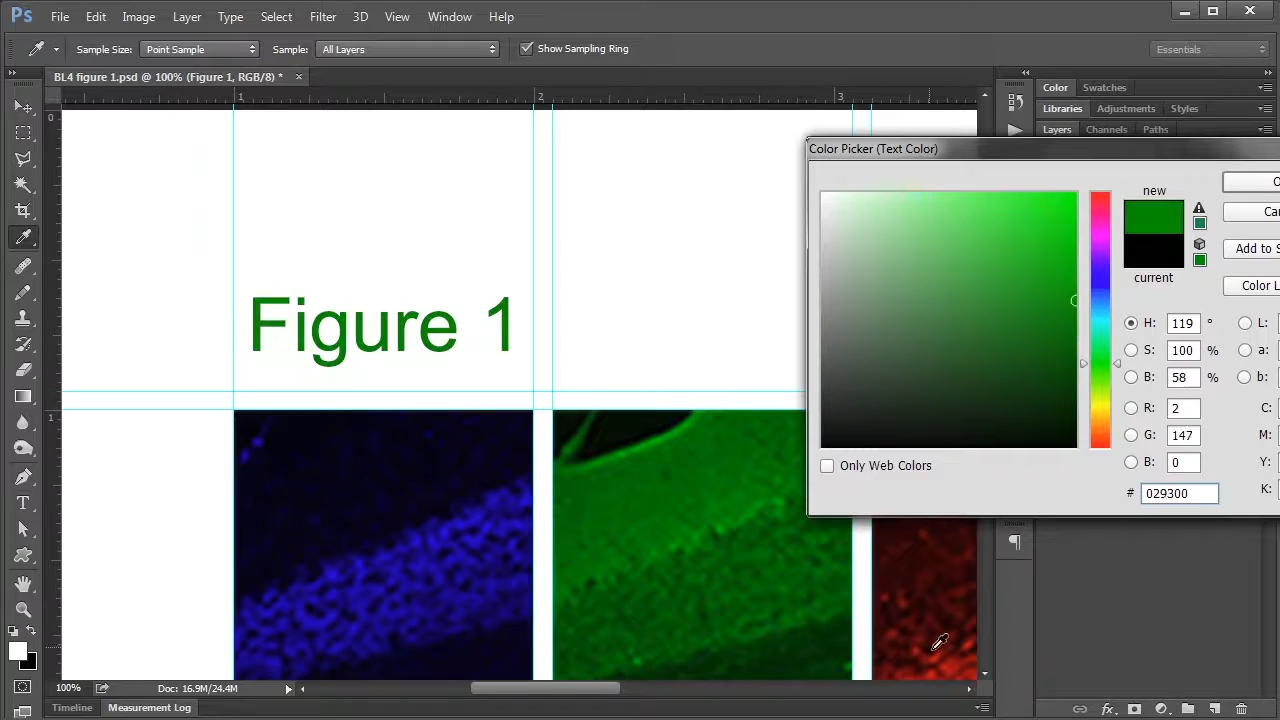 Ps File Edit Image Layer Type Select Filter 3D View Window Help
Sample Size: Point Sample Sample: All Layers Show Sampling Ring Essentials
BL4 figure 1.psd @ 100% (Figure 1, RGB/8) * ×
Color Swatches
1 2 3
Libraries Adjustments Styles
0
Layers Channels Paths
Color Picker (Text Color)
new
current
Add to S
Color L
Figure 1
H: 119 ° L:
S: 100 % a:
B: 58 % b:
R: 2 C:
G: 147 M:
B: 0 Y:
# 029300 K:
Only Web Colors
1
100% Doc: 16.9M/24.4M
fx
Timeline Measurement Log